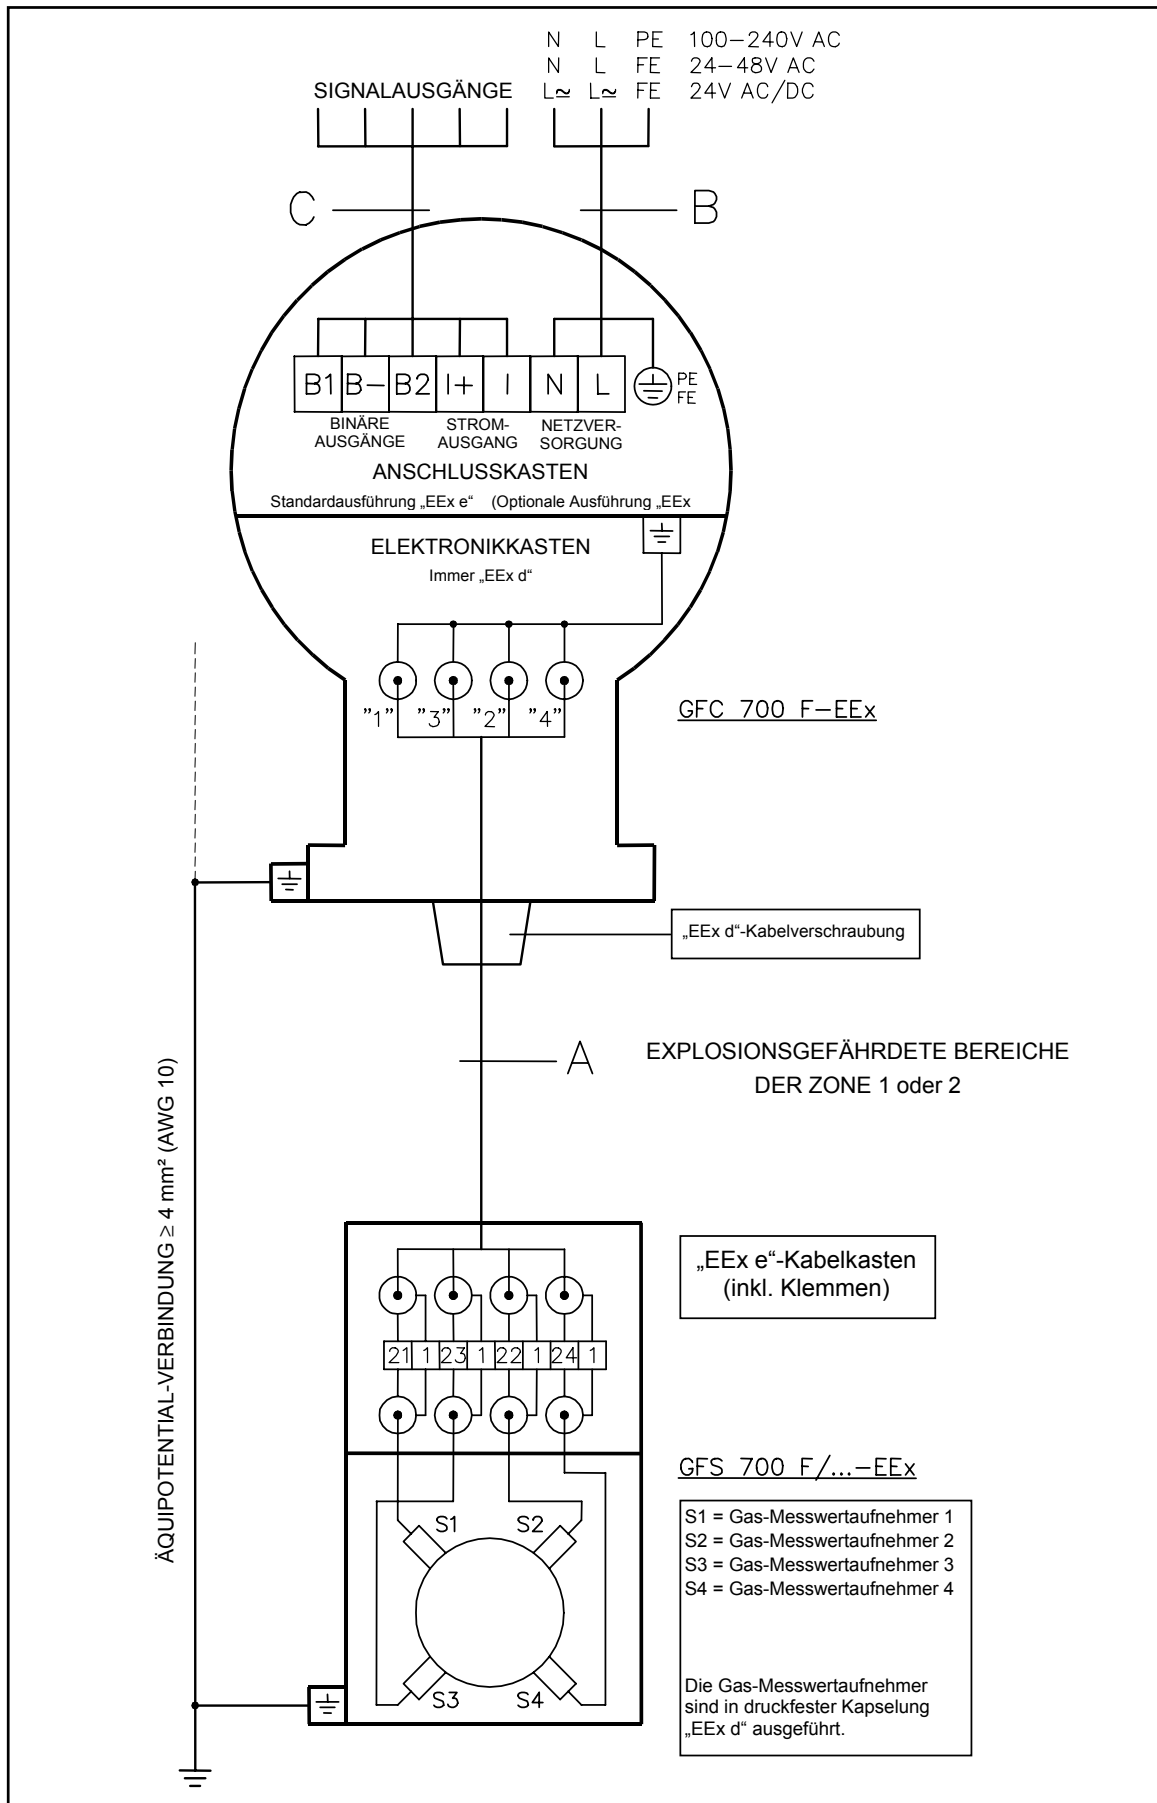 N L PE 100-240V AC
N L FE 24-48V AC
SIGNALAUSGÄNGE L≃ L≃ FE 24V AC/DC
C B
B1 B- B2 I+ I N L PE
FE
BINÄRE AUSGÄNGE
STROM-AUSGANG
NETZVER-SORGUNG
ANSCHLUSSKASTEN
Standardausführung „EEx e“ (Optionale Ausführung „EEx
ELEKTRONIKKASTEN
Immer „EEx d“
"1" "3" "2" "4"
GFC 700 F-EEx
„EEx d“-Kabelverschraubung
A
EXPLOSIONSGEFÄHRDETE BEREICHE
DER ZONE 1 oder 2
ÄQUIPOTENTIAL-VERBINDUNG ≥ 4 mm² (AWG 10)
„EEx e“-Kabelkasten
(inkl. Klemmen)
21 1 23 1 22 1 24 1
GFS 700 F/...-EEx
S1 S2
S3 S4
S1 = Gas-Messwertaufnehmer 1
S2 = Gas-Messwertaufnehmer 2
S3 = Gas-Messwertaufnehmer 3
S4 = Gas-Messwertaufnehmer 4
Die Gas-Messwertaufnehmer
sind in druckfester Kapselung
„EEx d“ ausgeführt.